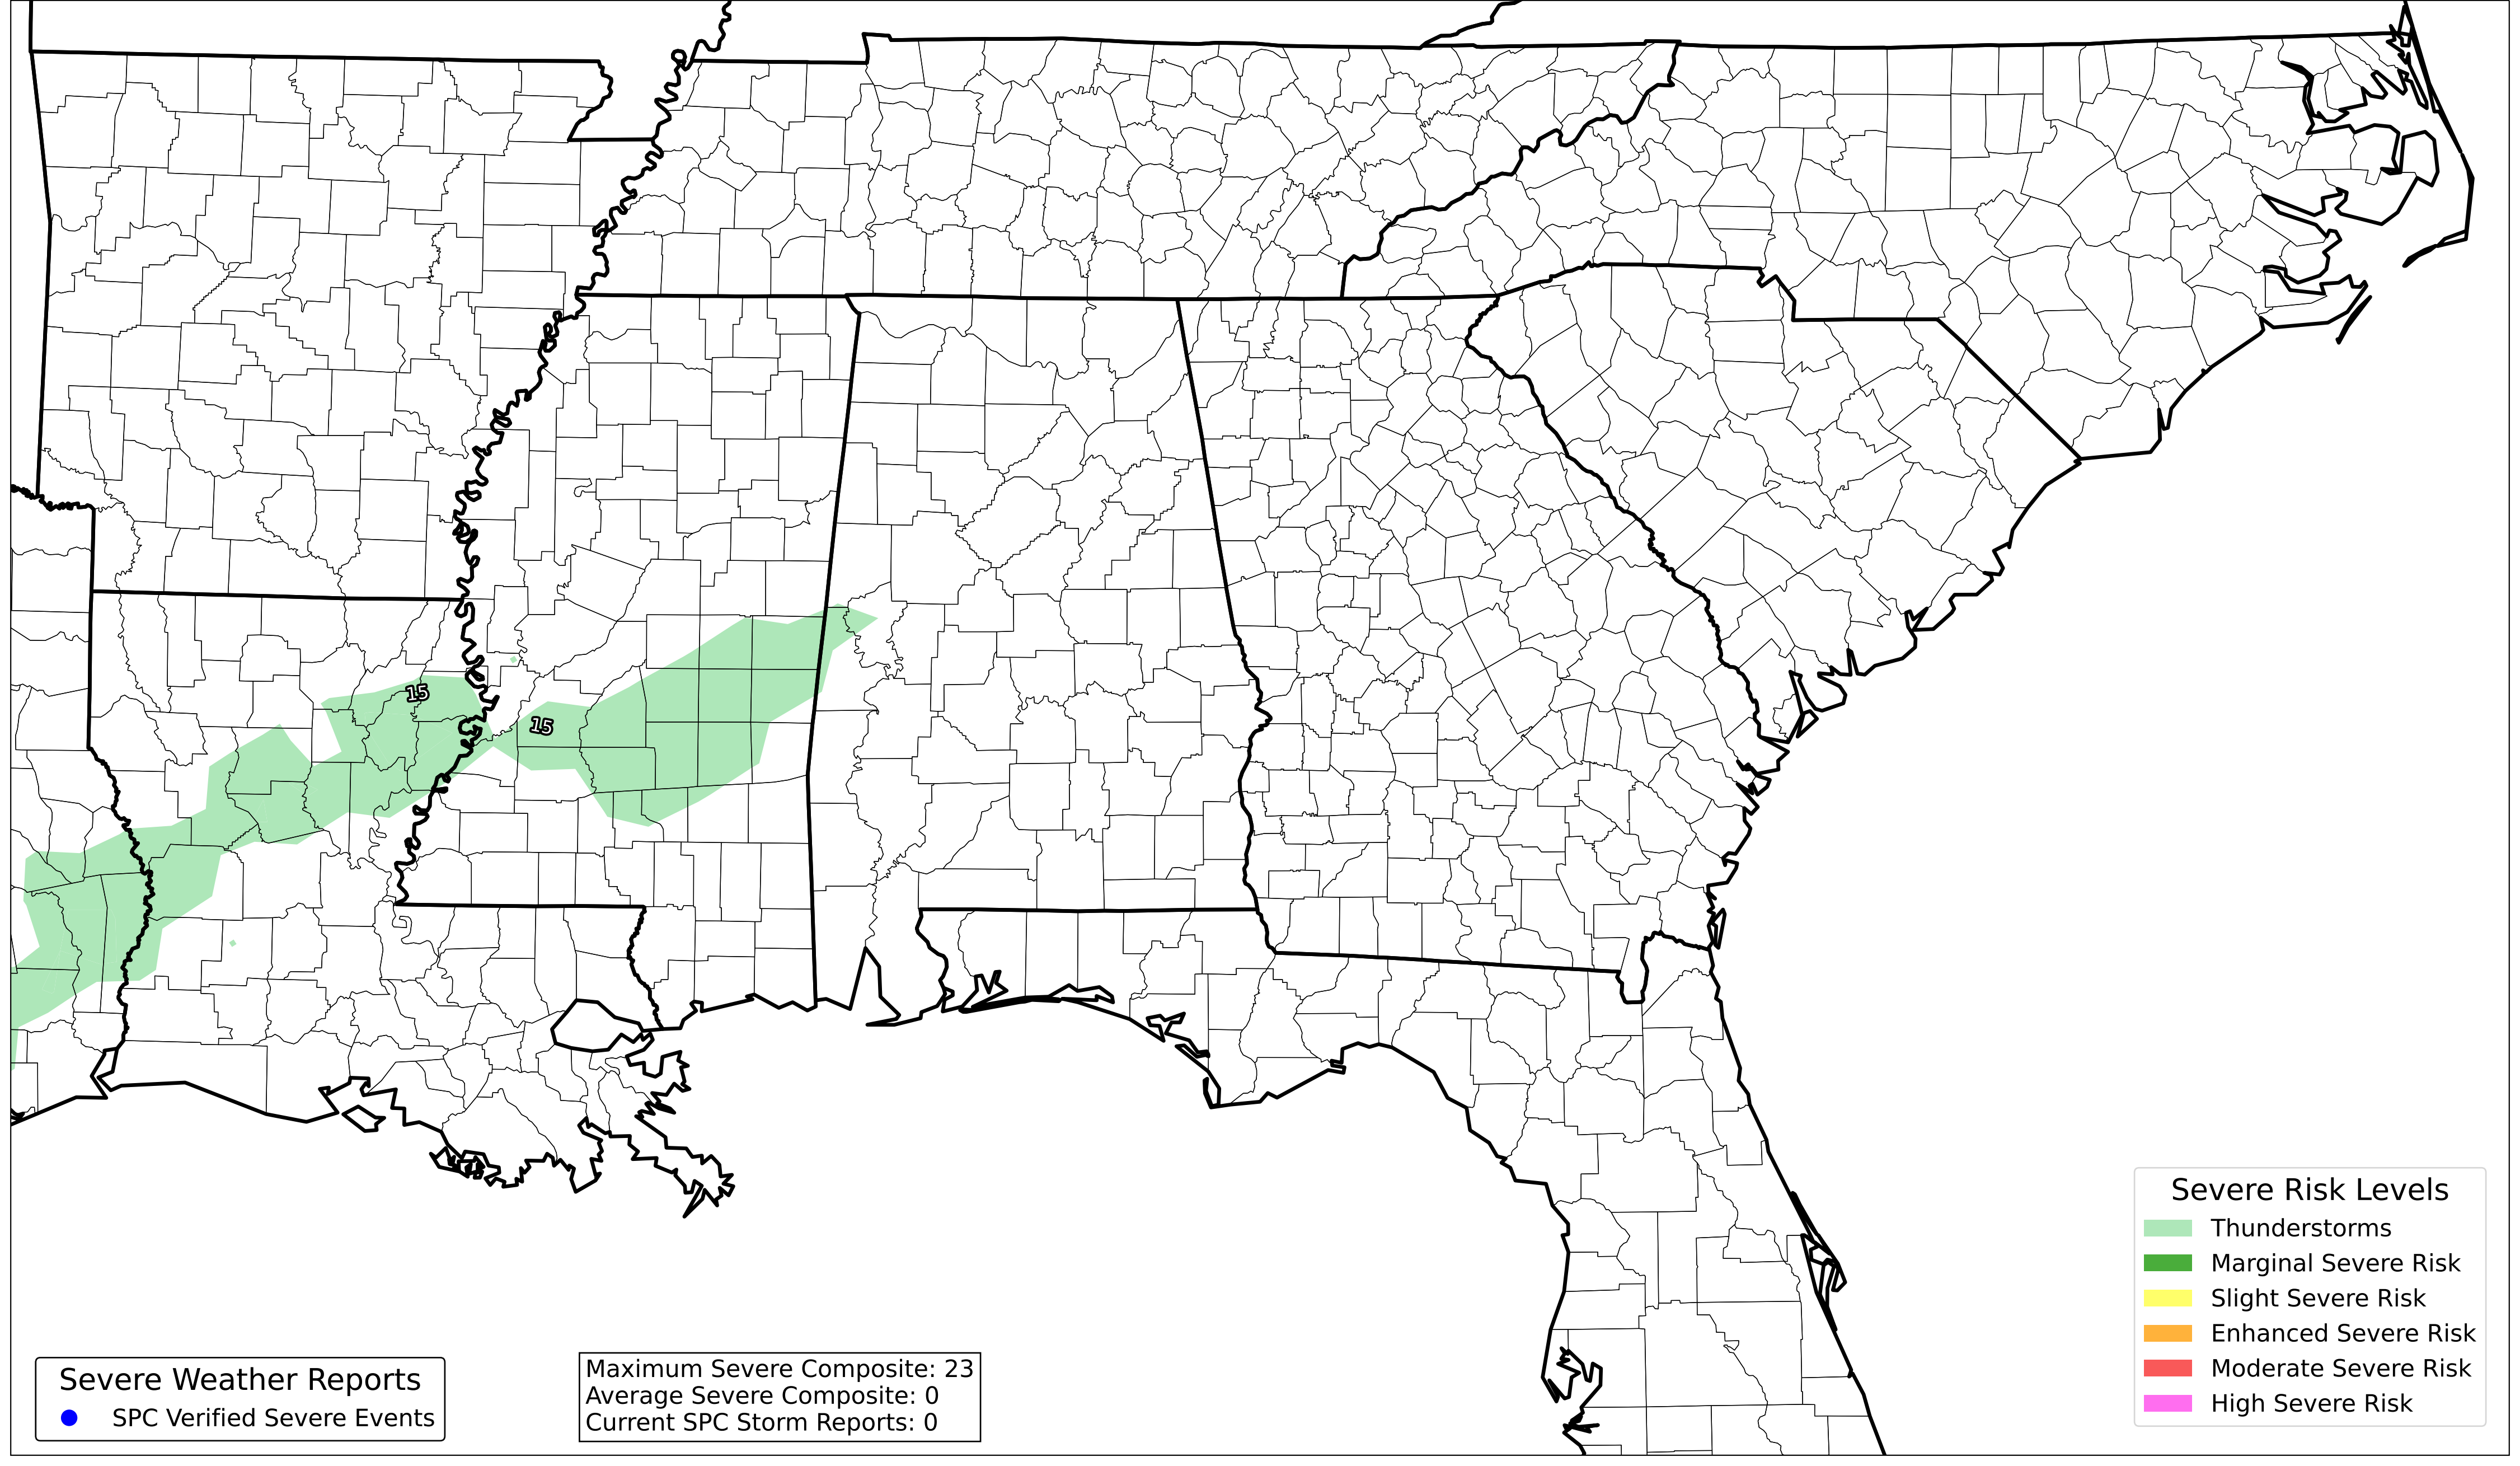 15
15
Severe Risk Levels
Thunderstorms
Marginal Severe Risk
Slight Severe Risk
Enhanced Severe Risk
Moderate Severe Risk
High Severe Risk
Severe Weather Reports
SPC Verified Severe Events
Maximum Severe Composite: 23
Average Severe Composite: 0
Current SPC Storm Reports: 0